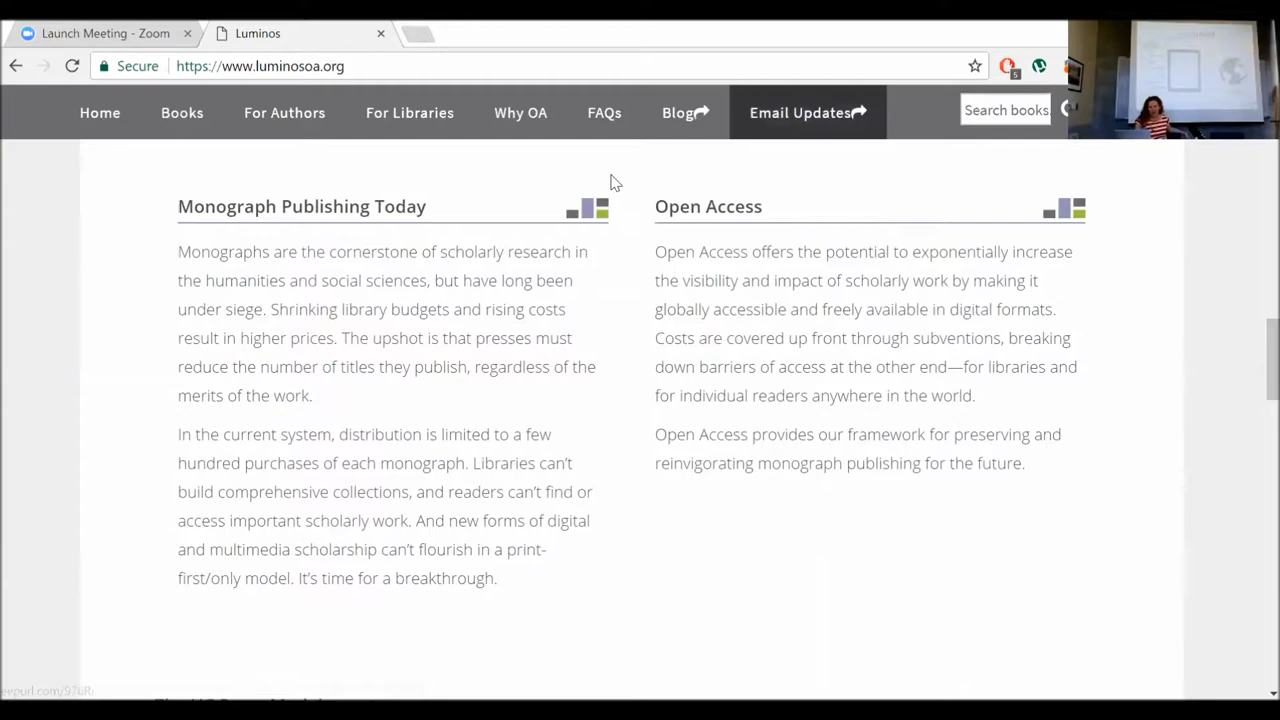 Launch Meeting - Zoom
Luminos
Secure
https://www.luminosoa.org
5
Home
Books
For Authors
For Libraries
Why OA
FAQs
Blog
Email Updates
Search books
Monograph Publishing Today
Monographs are the cornerstone of scholarly research in
the humanities and social sciences, but have long been
under siege. Shrinking library budgets and rising costs
result in higher prices. The upshot is that presses must
reduce the number of titles they publish, regardless of the
merits of the work.
In the current system, distribution is limited to a few
hundred purchases of each monograph. Libraries can't
build comprehensive collections, and readers can't find or
access important scholarly work. And new forms of digital
and multimedia scholarship can't flourish in a print-
first/only model. It's time for a breakthrough.
Open Access
Open Access offers the potential to exponentially increase
the visibility and impact of scholarly work by making it
globally accessible and freely available in digital formats.
Costs are covered up front through subventions, breaking
down barriers of access at the other end—for libraries and
for individual readers anywhere in the world.
Open Access provides our framework for preserving and
reinvigorating monograph publishing for the future.